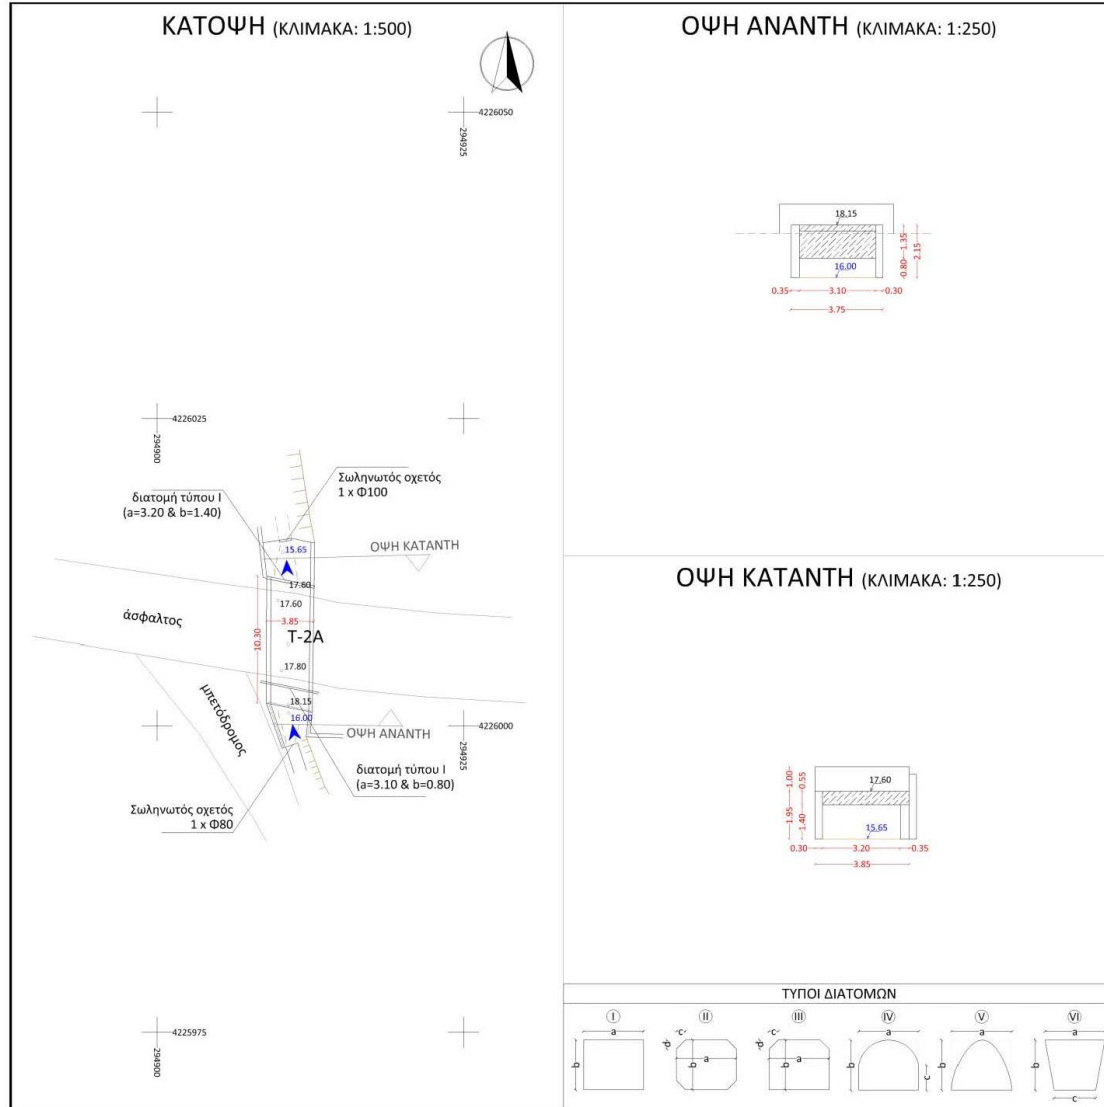 ΚΑΤΟΨΗ (ΚΛΙΜΑΚΑ: 1:500)
4226050
294925
4226025
294900
Σωληνωτός οχετός
1 x Φ100
διατομή τύπου Ι
(a=3.20 & b=1.40)
15.65
ΟΨΗ ΚΑΤΑΝΤΗ
17.60
17.60
άσφαλτος
3.85
10.30
Τ-2Α
17.80
μπετόδρομος
18.15
16.00
ΟΨΗ ΑΝΑΝΤΗ
4226000
294925
διατομή τύπου Ι
(a=3.10 & b=0.80)
Σωληνωτός οχετός
1 x Φ80
4225975
294900
ΟΨΗ ΑΝΑΝΤΗ (ΚΛΙΜΑΚΑ: 1:250)
18.15
1.35
2.15
0.80
16.00
0.35
3.10
0.30
3.75
ΟΨΗ ΚΑΤΑΝΤΗ (ΚΛΙΜΑΚΑ: 1:250)
1.00
0.55
17.60
1.95
1.40
15.65
0.30
3.20
0.35
3.85
ΤΥΠΟΙ ΔΙΑΤΟΜΩΝ
I II III IV V VI
a c c a a a
b d b a d b a b c b b
c